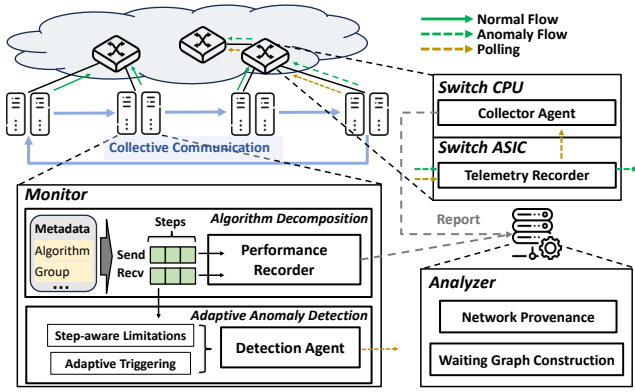 Normal Flow
Anomaly Flow
Polling
Switch CPU
Collector Agent
Switch ASIC
Telemetry Recorder
Collective Communication
Report
Monitor
Algorithm Decomposition
Metadata
Algorithm
Group
...
Steps
Send
Recv
Performance
Recorder
Adaptive Anomaly Detection
Step-aware Limitations
Adaptive Triggering
Detection Agent
Analyzer
Network Provenance
Waiting Graph Construction